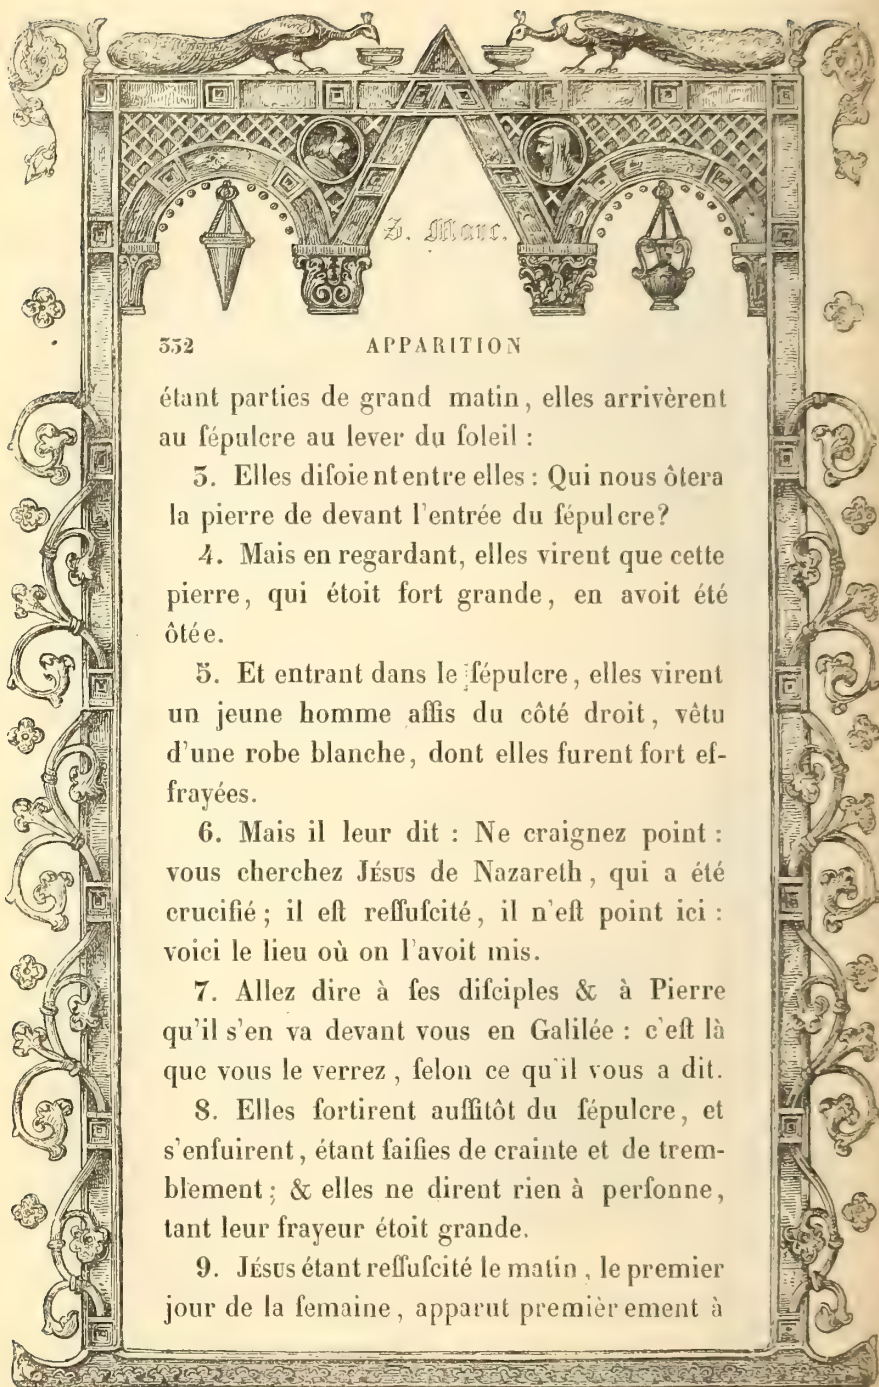 S. Marc.
332 APPARITION
étant parties de grand matin, elles arrivèrent
au ſépulcre au lever du ſoleil :
3. Elles diſoient entre elles : Qui nous ôtera
la pierre de devant l'entrée du ſépulcre?
4. Mais en regardant, elles virent que cette
pierre, qui étoit fort grande, en avoit été
ôtée.
5. Et entrant dans le ſépulcre, elles virent
un jeune homme aſſis du côté droit, vêtu
d'une robe blanche, dont elles furent fort ef-
frayées.
6. Mais il leur dit : Ne craignez point :
vous cherchez JÉSUS de Nazareth, qui a été
crucifié ; il eſt reſſuſcité, il n'eſt point ici :
voici le lieu où on l'avoit mis.
7. Allez dire à ſes diſciples & à Pierre
qu'il s'en va devant vous en Galilée : c'eſt là
que vous le verrez, ſelon ce qu'il vous a dit.
8. Elles ſortirent auſſitôt du ſépulcre, et
s'enfuirent, étant ſaiſies de crainte et de trem-
blement ; & elles ne dirent rien à perſonne,
tant leur frayeur étoit grande.
9. JÉSUS étant reſſuſcité le matin, le premier
jour de la ſemaine, apparut premièrement à